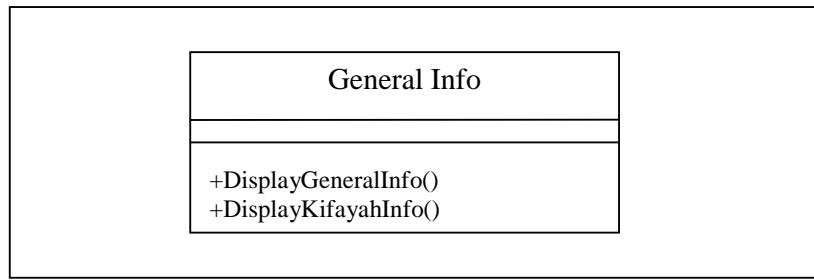 General Info
+DisplayGeneralInfo()
+DisplayKifayahInfo()